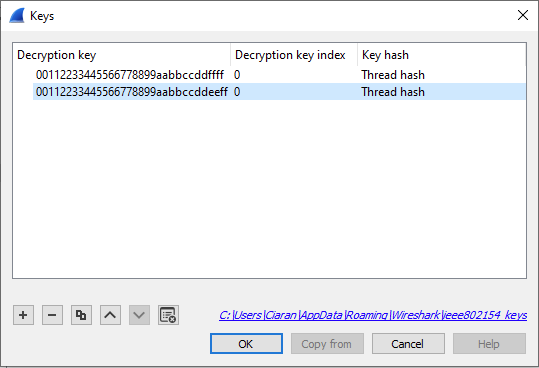 Keys
Decryption key Decryption key index Key hash
00112233445566778899aabbccddffff 0 Thread hash
00112233445566778899aabbccddeeff 0 Thread hash
C:\Users\Ciaran\AppData\Roaming\Wireshark\ieee802154_keys
OK Copy from Cancel Help